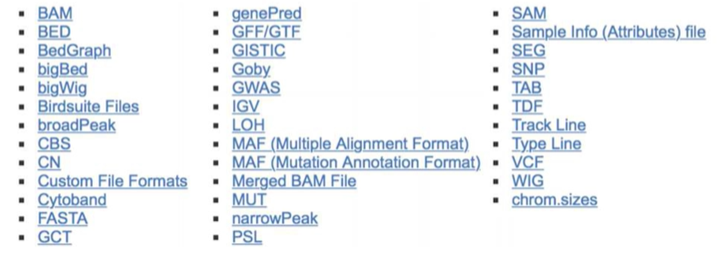 BAM
BED
BedGraph
bigBed
bigWig
Birdsuite Files
broadPeak
CBS
CN
Custom File Formats
Cytoband
FASTA
GCT
genePred
GFF/GTF
GISTIC
Goby
GWAS
IGV
LOH
MAF (Multiple Alignment Format)
MAF (Mutation Annotation Format)
Merged BAM File
MUT
narrowPeak
PSL
SAM
Sample Info (Attributes) file
SEG
SNP
TAB
TDF
Track Line
Type Line
VCF
WIG
chrom.sizes